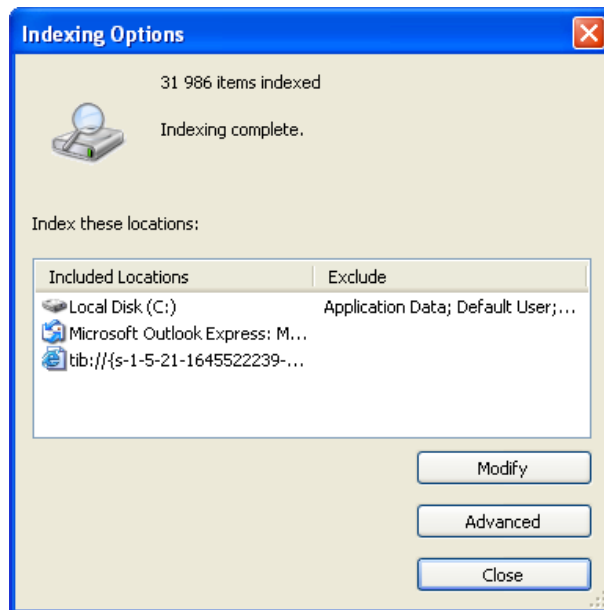 Indexing Options
31 986 items indexed
Indexing complete.
Index these locations:
Included Locations Exclude
Local Disk (C:) Application Data; Default User;...
Microsoft Outlook Express: M...
tib://{s-1-5-21-1645522239-...
Modify
Advanced
Close